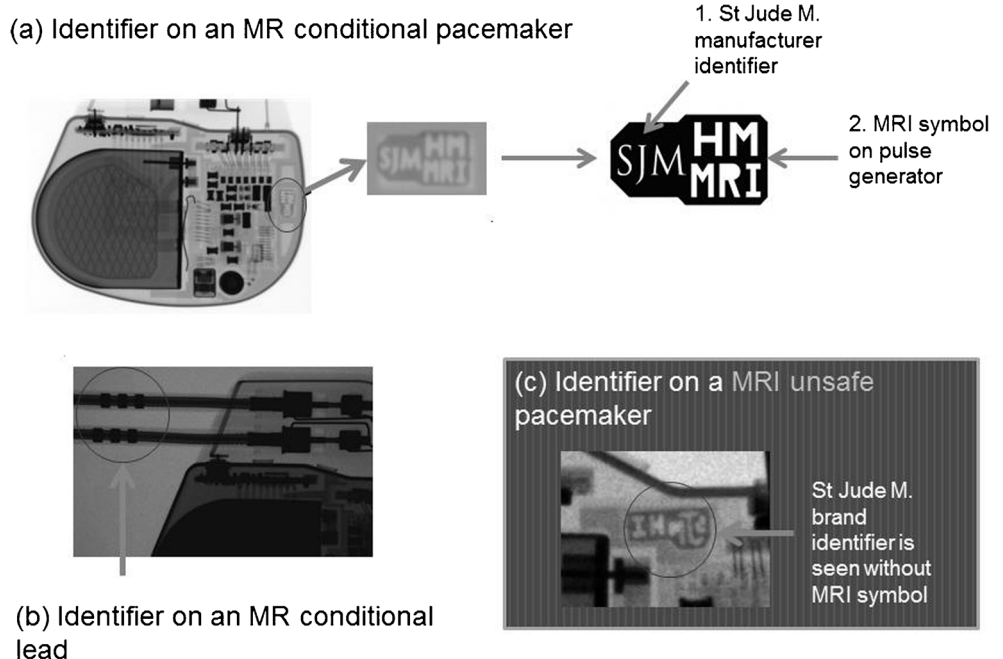 (a) Identifier on an MR conditional pacemaker
1. St Jude M.
manufacturer
identifier
SJM HM
MRI
SJM HM
MRI
2. MRI symbol
on pulse
generator
(b) Identifier on an MR conditional
lead
(c) Identifier on a MRI unsafe
pacemaker
St Jude M.
brand
identifier is
seen without
MRI symbol